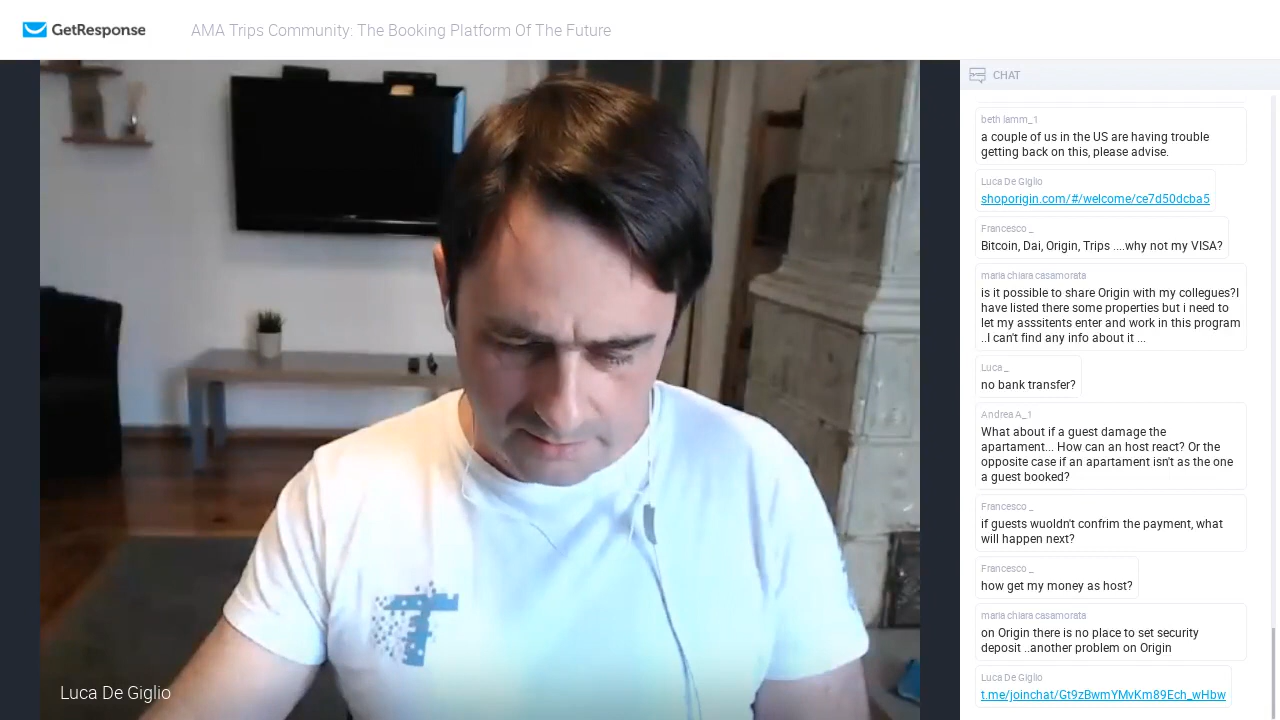 GetResponse
AMA Trips Community: The Booking Platform Of The Future
CHAT
beth lamm_1
a couple of us in the US are having trouble
getting back on this, please advise.
Luca De Giglio
shoporigin.com/#/welcome/ce7d50dcba5
Francesco _
Bitcoin, Dai, Origin, Trips ....why not my VISA?
maria chiara casamorata
is it possible to share Origin with my collegues?I
have listed there some properties but i need to
let my asssitents enter and work in this program
..I can't find any info about it ...
Luca _
no bank transfer?
Andrea A_1
What about if a guest damage the
apartament... How can an host react? Or the
opposite case if an apartament isn't as the one
a guest booked?
Francesco _
if guests wuoldn't confrim the payment, what
will happen next?
Francesco _
how get my money as host?
maria chiara casamorata
on Origin there is no place to set security
deposit ..another problem on Origin
Luca De Giglio
t.me/joinchat/Gt9zBwmYMvKm89Ech_wHbw
Luca De Giglio